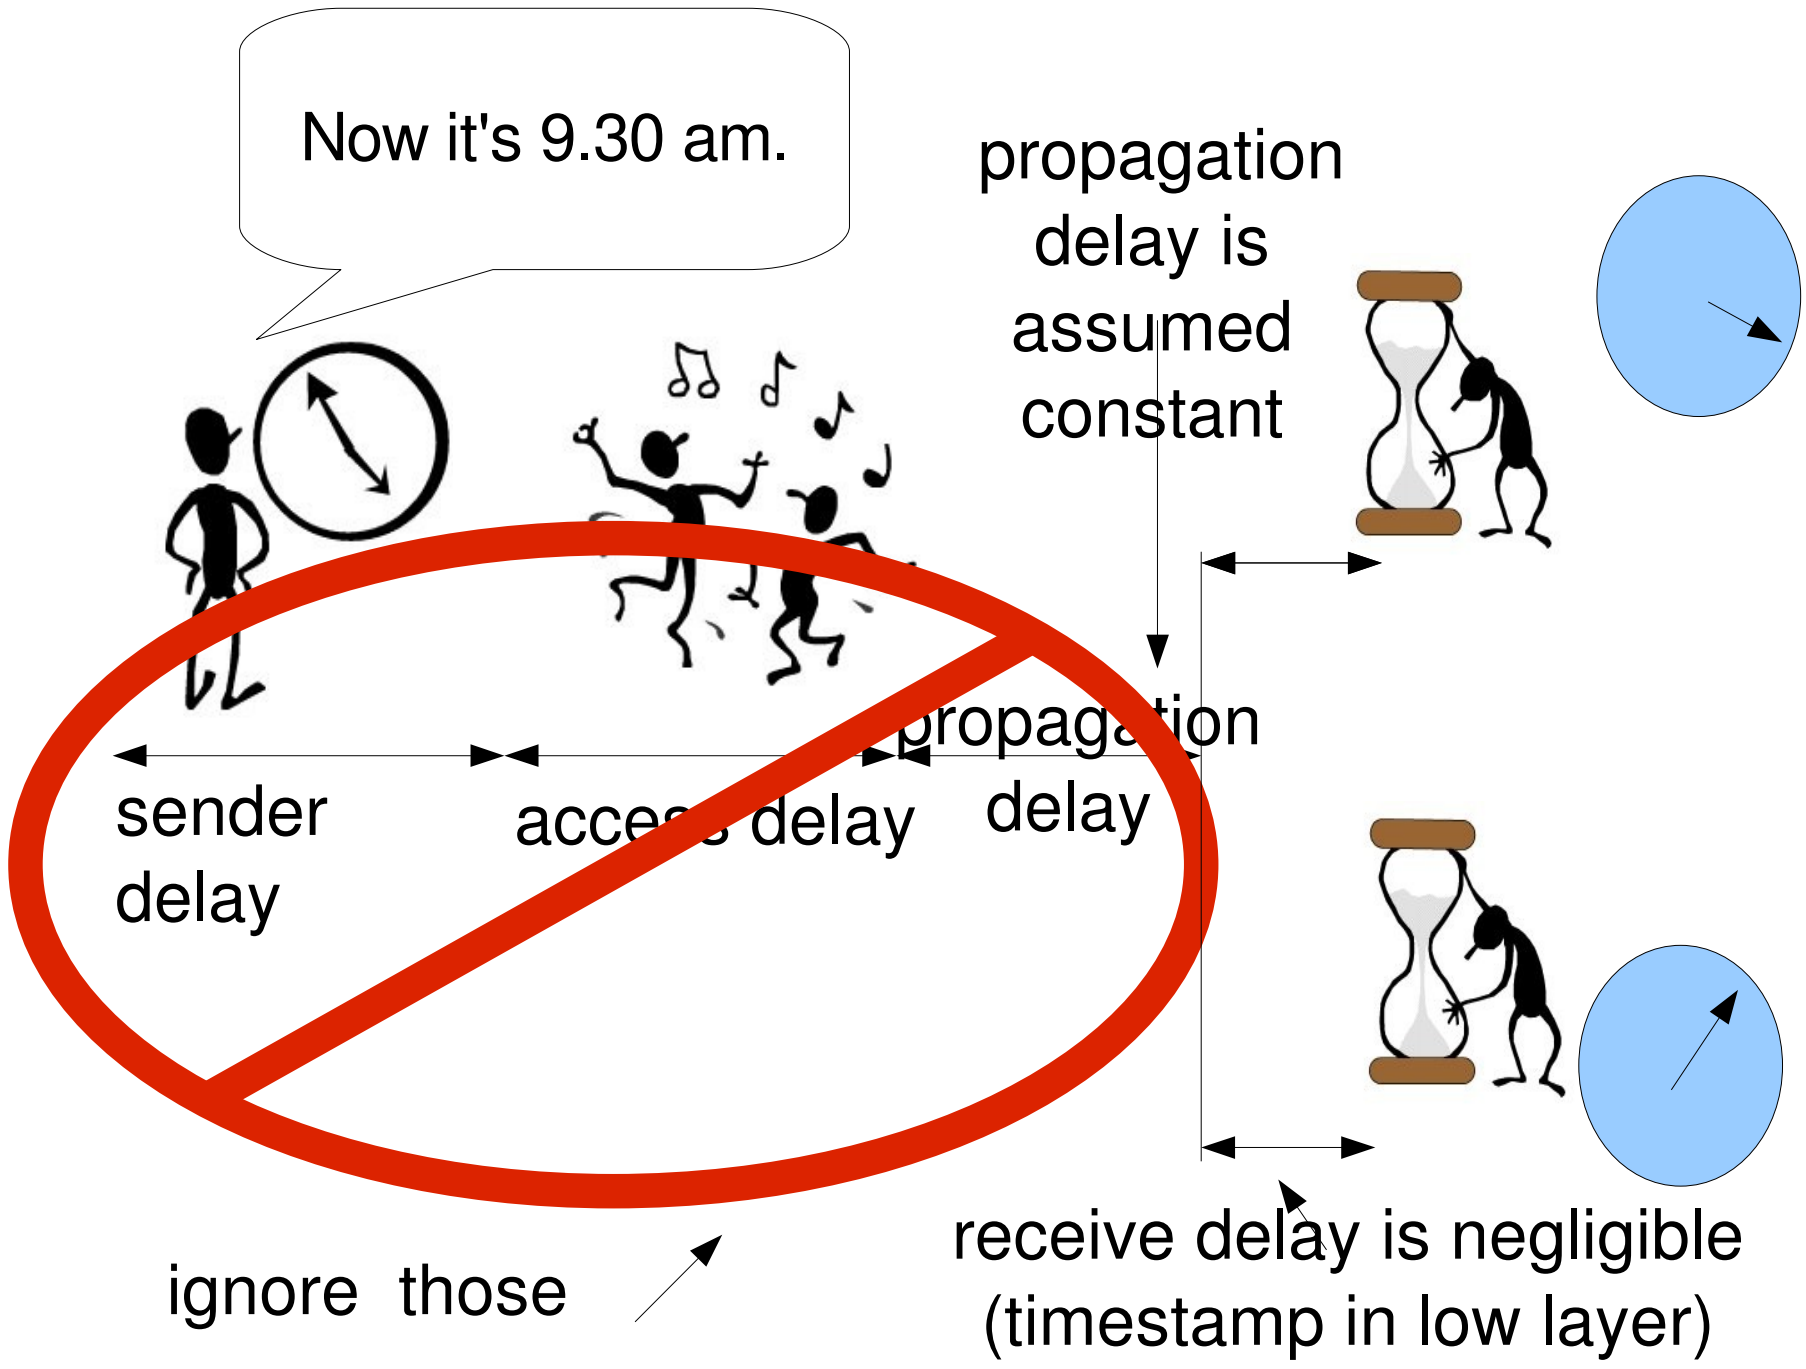 Now it's 9.30 am.
propagation
delay is
assumed
constant
propagation
delay
sender
delay
access delay
ignore those
receive delay is negligible
(timestamp in low layer)